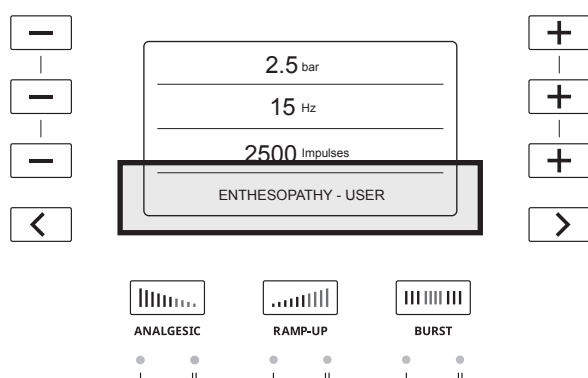 2.5 bar
15 Hz
2500 Impulses
ENTHESOPATHY - USER
ANALGESIC RAMP-UP BURST
I II I II I II